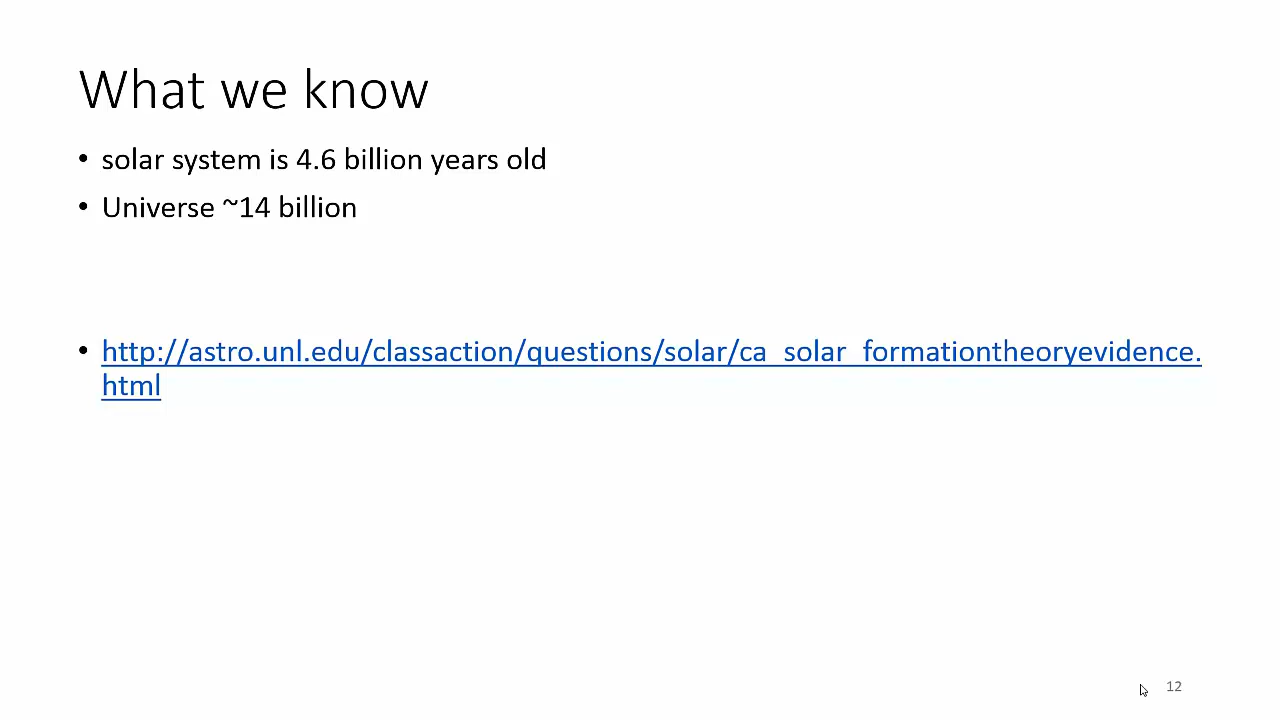 What we know
• solar system is 4.6 billion years old
• Universe ~14 billion
• http://astro.unl.edu/classaction/questions/solar/ca_solar_formationtheoryevidence.
html
12